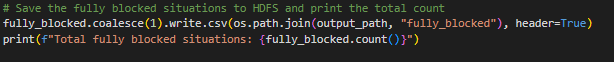 # Save the fully blocked situations to HDFS and print the total count
fully_blocked.coalesce(1).write.csv(os.path.join(output_path, "fully_blocked"), header=True)
print(f"Total fully blocked situations: {fully_blocked.count()}")